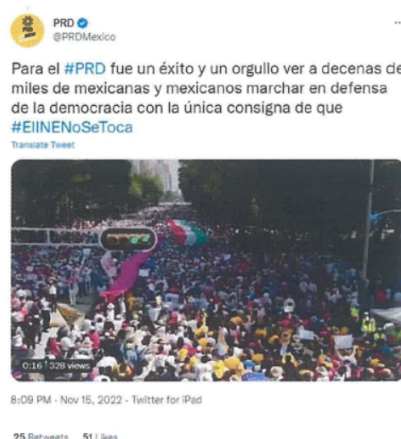 PRD
@PRDMexico
Para el #PRD fue un éxito y un orgullo ver a decenas de
miles de mexicanas y mexicanos marchar en defensa
de la democracia con la única consigna de que
#ElINENoSeToca
Translate Tweet
0:16 328 views
8:09 PM · Nov 15, 2022 · Twitter for iPad
25 Retweets 51 Likes